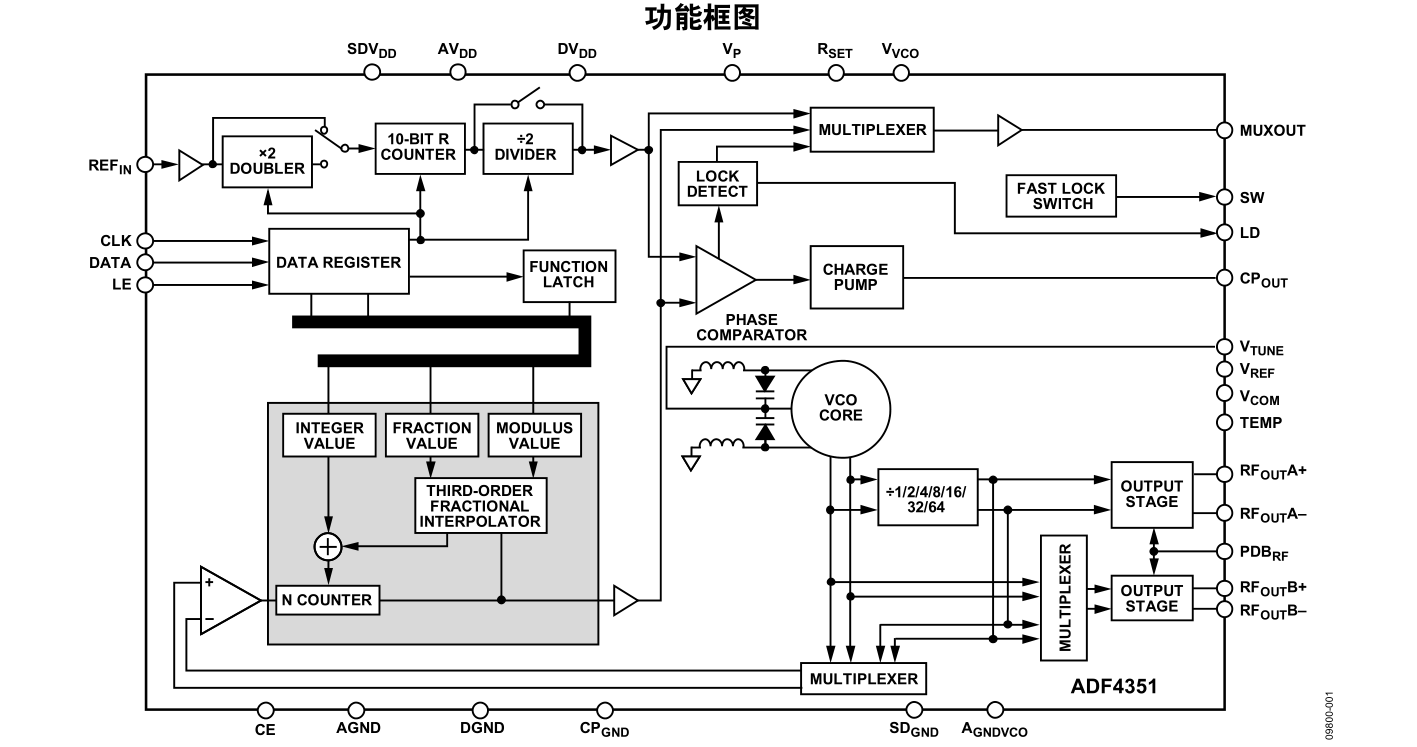 功能框图
SDVDD AVDD DVDD VP RSET VVCO
REFIN
×2
DOUBLER
10-BIT R
COUNTER
÷2
DIVIDER
MULTIPLEXER
MUXOUT
LOCK
DETECT
FAST LOCK
SWITCH
SW
LD
CLK
DATA
LE
DATA REGISTER
FUNCTION
LATCH
CHARGE
PUMP
CPOUT
PHASE
COMPARATOR
VTUNE
VREF
VCOM
TEMP
VCO
CORE
INTEGER
VALUE
FRACTION
VALUE
MODULUS
VALUE
THIRD-ORDER
FRACTIONAL
INTERPOLATOR
+
−
N COUNTER
÷1/2/4/8/16/
32/64
OUTPUT
STAGE
RFOUTA+
RFOUTA–
PDBRF
MULTIPLEXER
OUTPUT
STAGE
RFOUTB+
RFOUTB–
MULTIPLEXER
ADF4351
CE AGND DGND CPGND SDGND AGNDVCO
09800-001